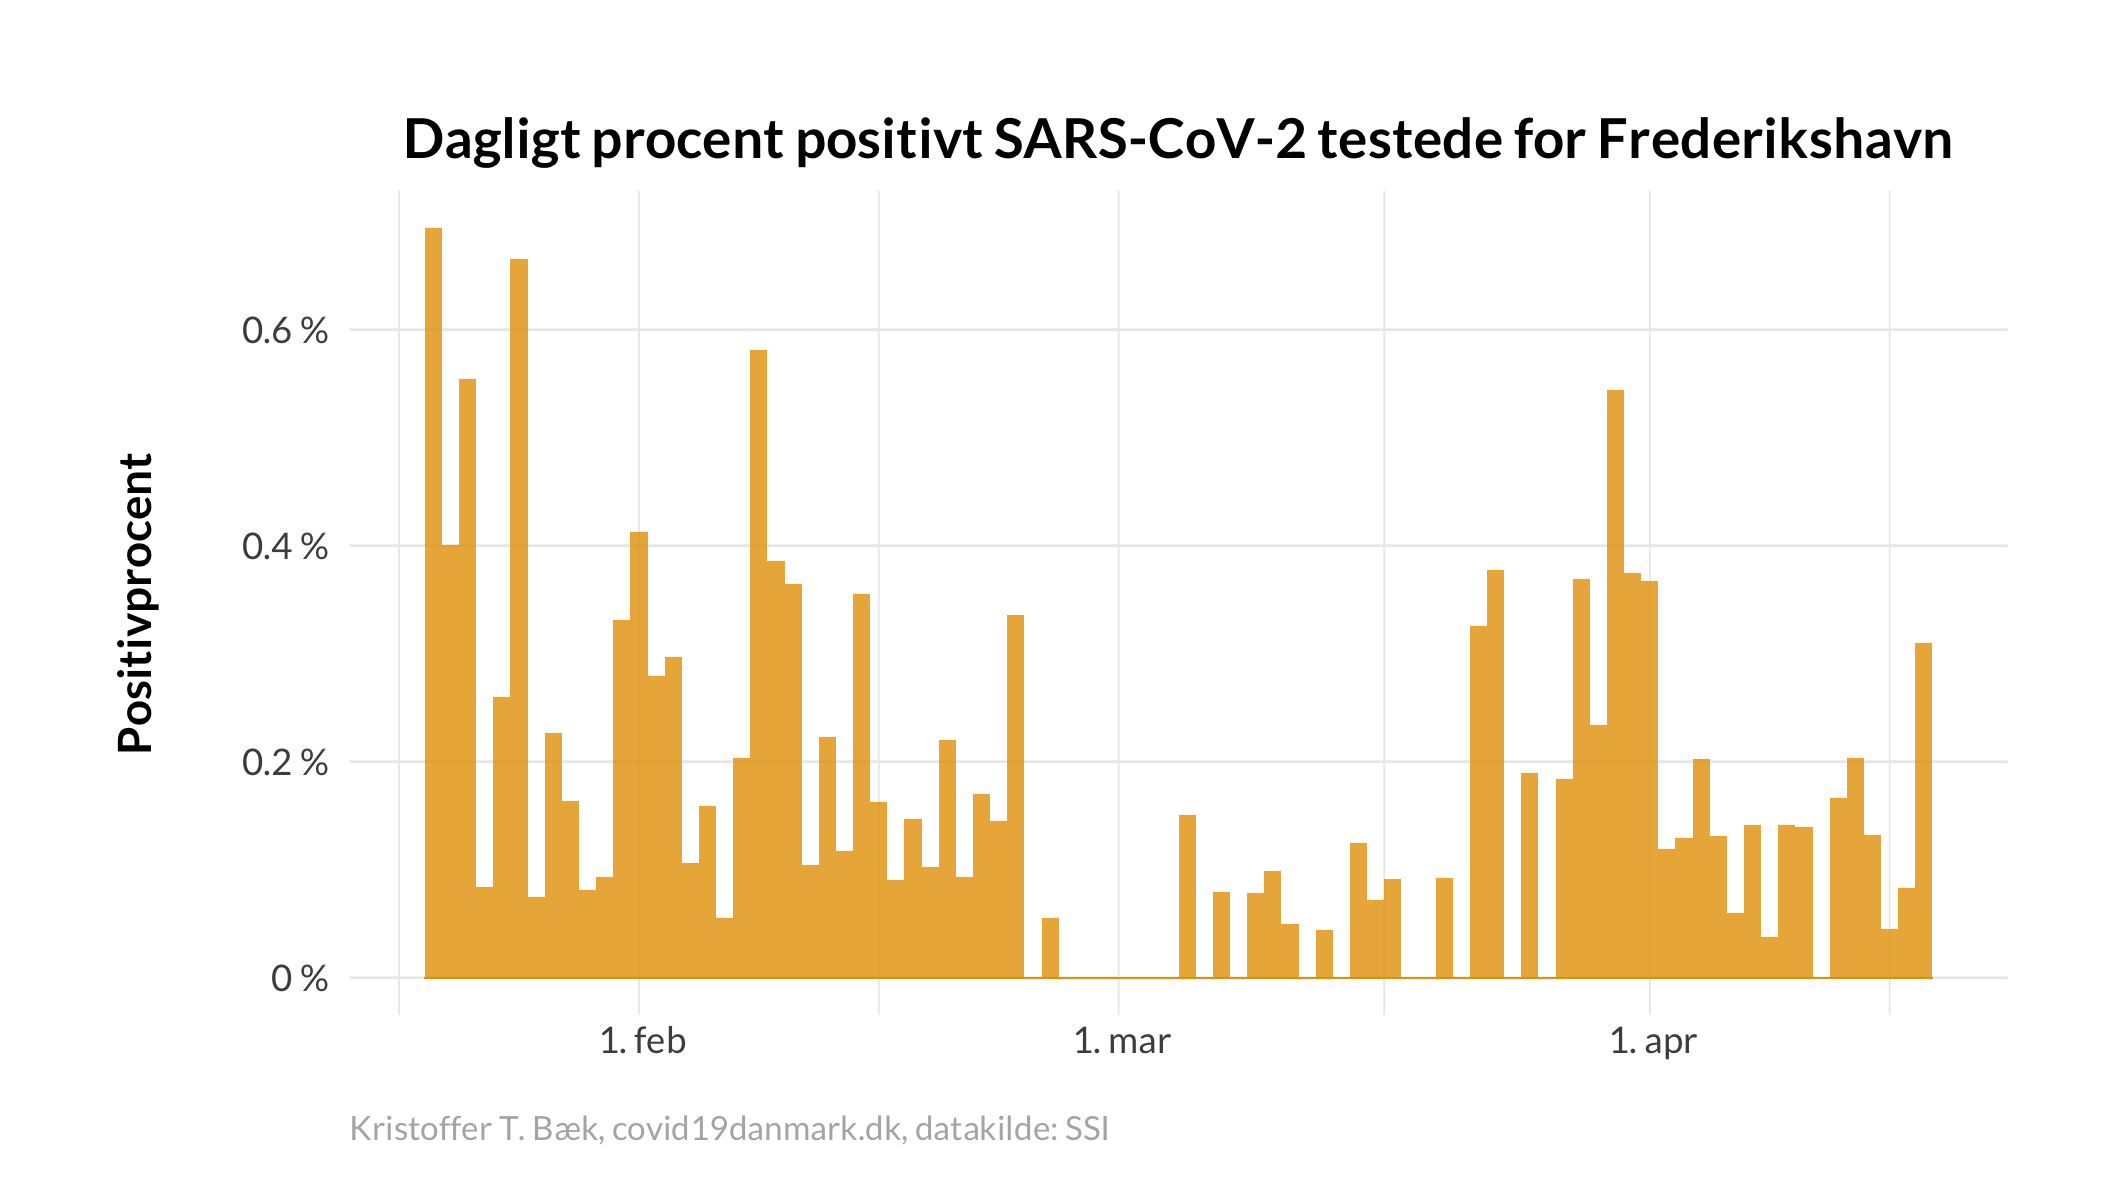 Dagligt procent positivt SARS-CoV-2 testede for Frederikshavn
Positivprocent
0.6 %
0.4 %
0.2 %
0 %
1. feb
1. mar
1. apr
Kristoffer T. Bæk, covid19danmark.dk, datakilde: SSI